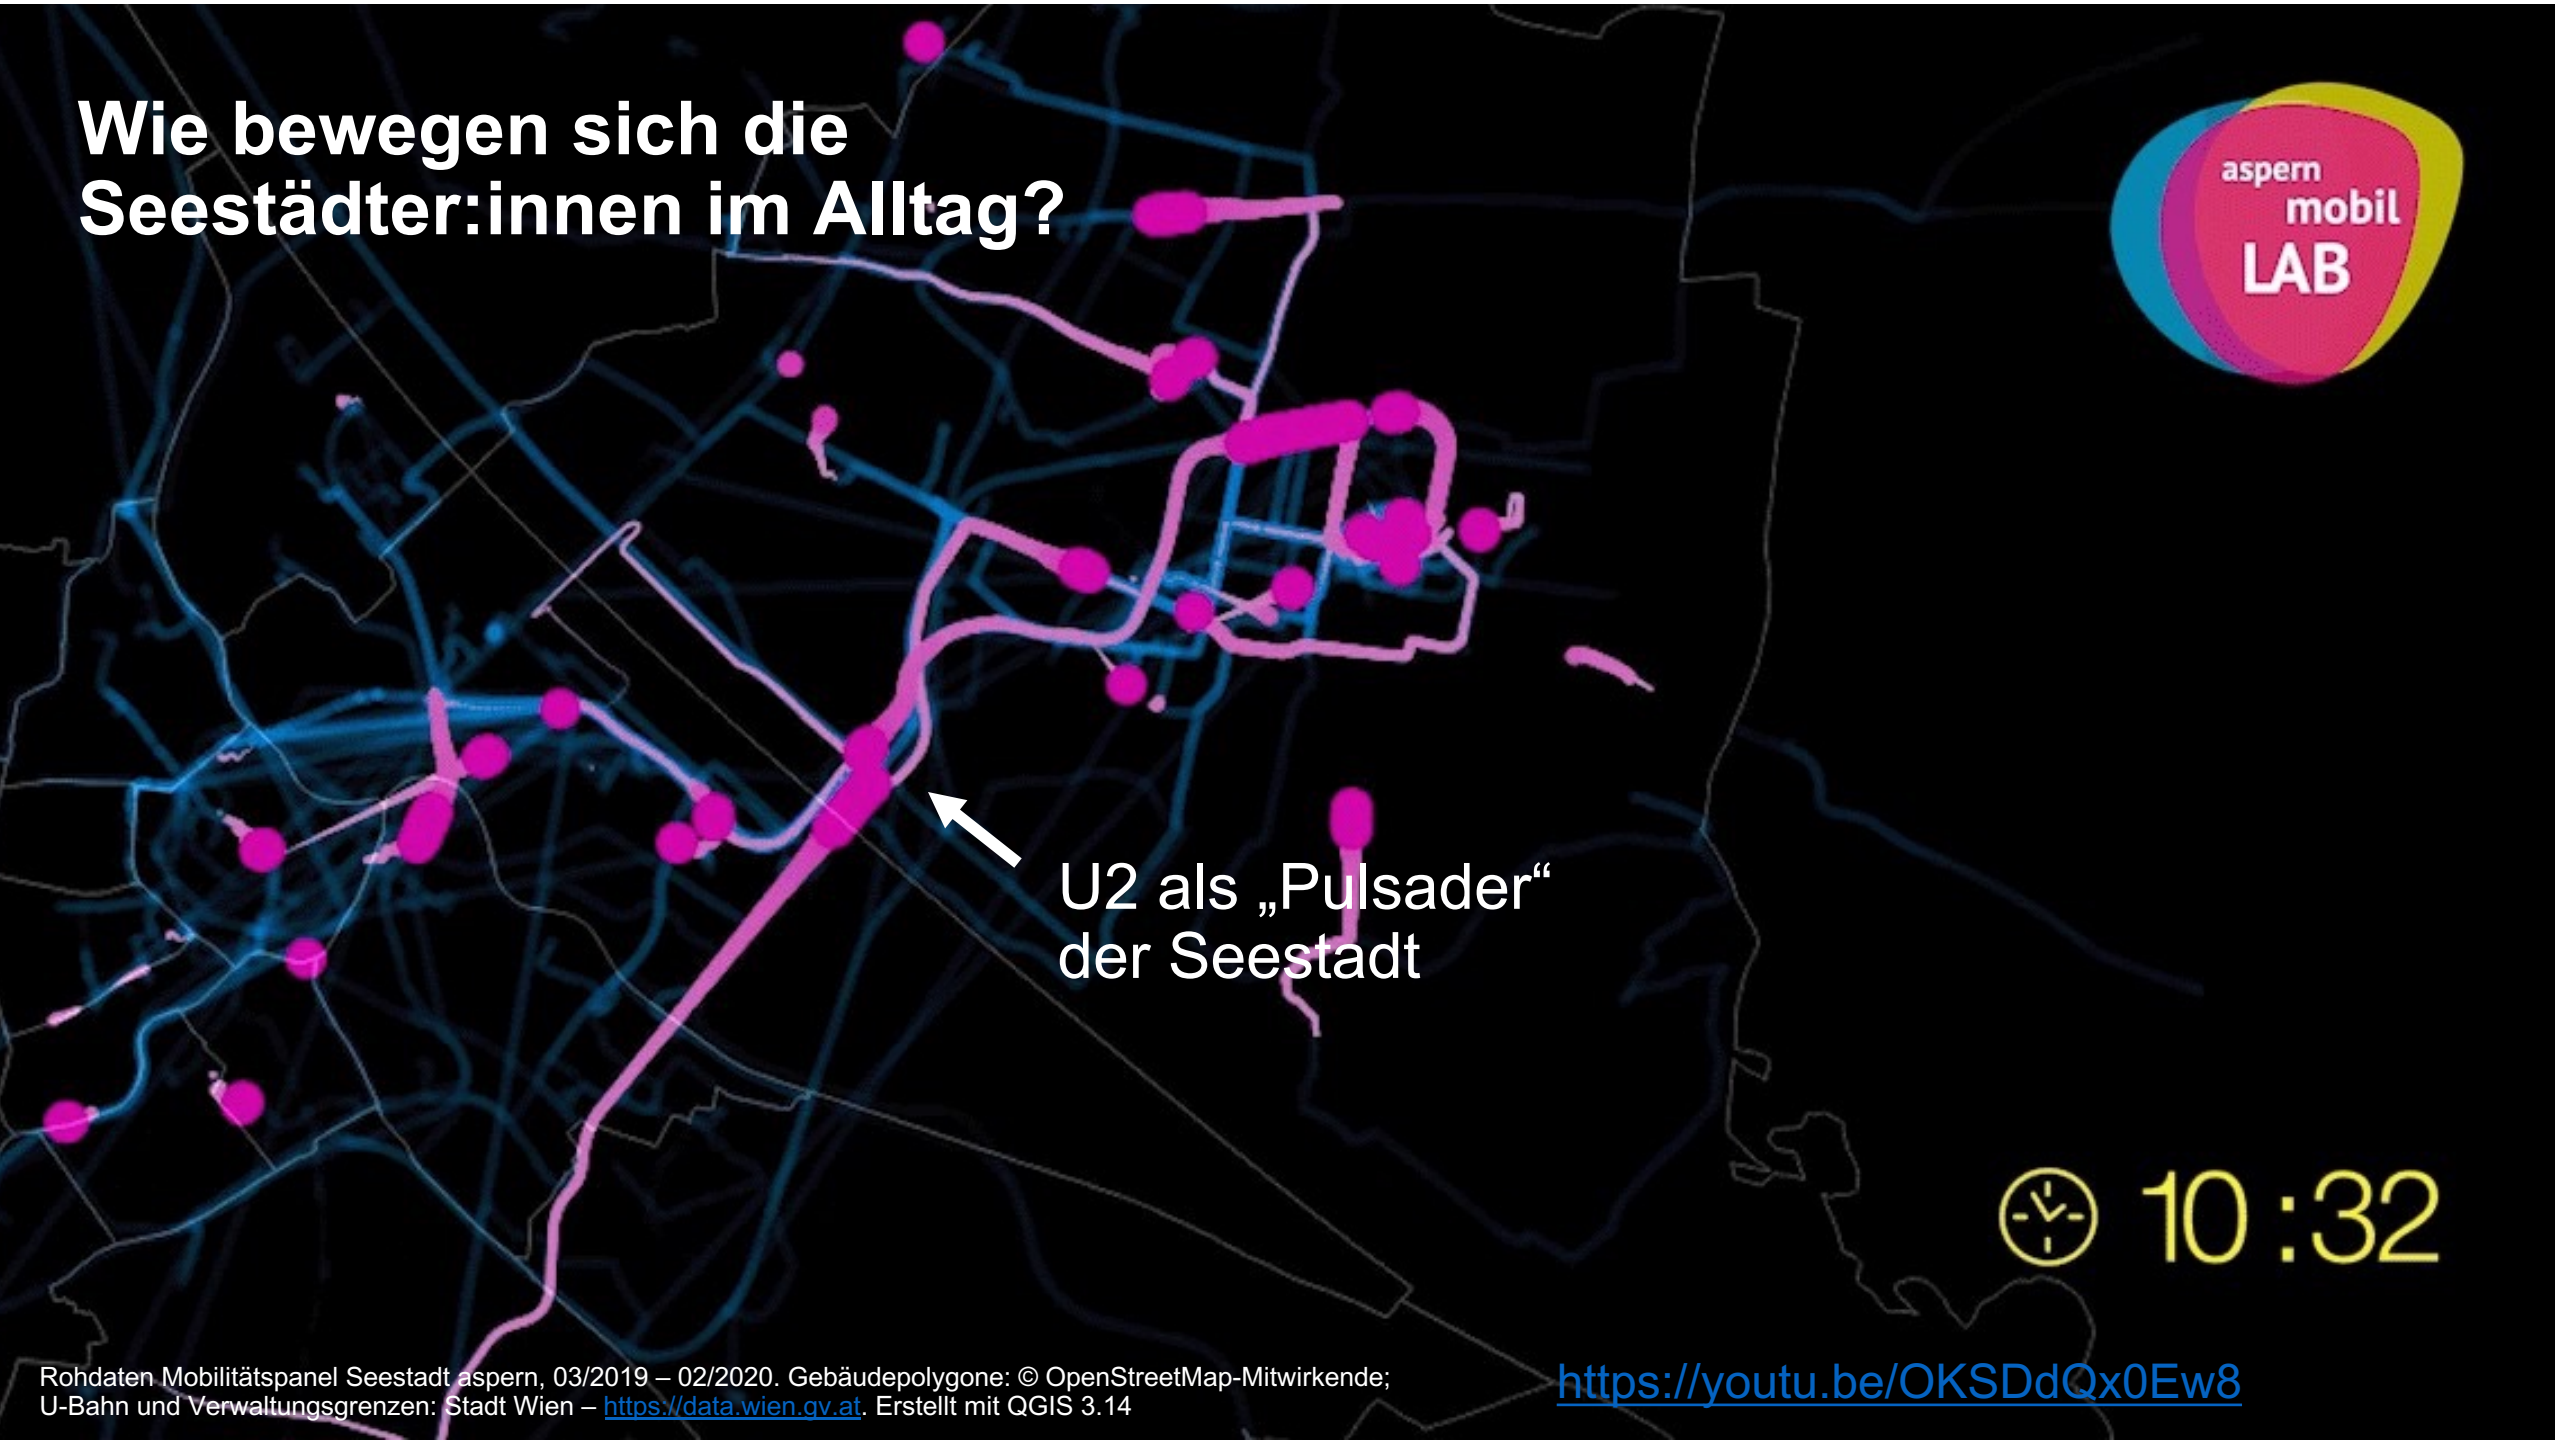 Wie bewegen sich die
Seestädter:innen im Alltag?
aspern
mobil
LAB
U2 als „Pulsader“
der Seestadt
10:32
Rohdaten Mobilitätspanel Seestadt aspern, 03/2019 – 02/2020. Gebäudepolygone: © OpenStreetMap-Mitwirkende;
U-Bahn und Verwaltungsgrenzen: Stadt Wien – https://data.wien.gv.at. Erstellt mit QGIS 3.14
https://youtu.be/OKSDdQx0Ew8